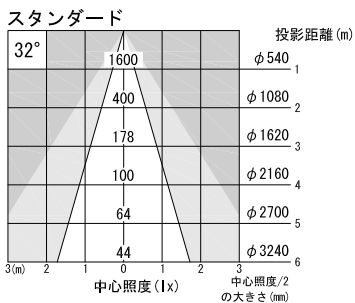 スタンダード
32°
投影距離(m)
1600 φ540
1
400 φ1080
2
178 φ1620
3
100 φ2160
4
64 φ2700
5
44 φ3240
6
3(m) 2 1 0 1 2 3
中心照度(lx)
中心照度/2
の大きさ(mm)